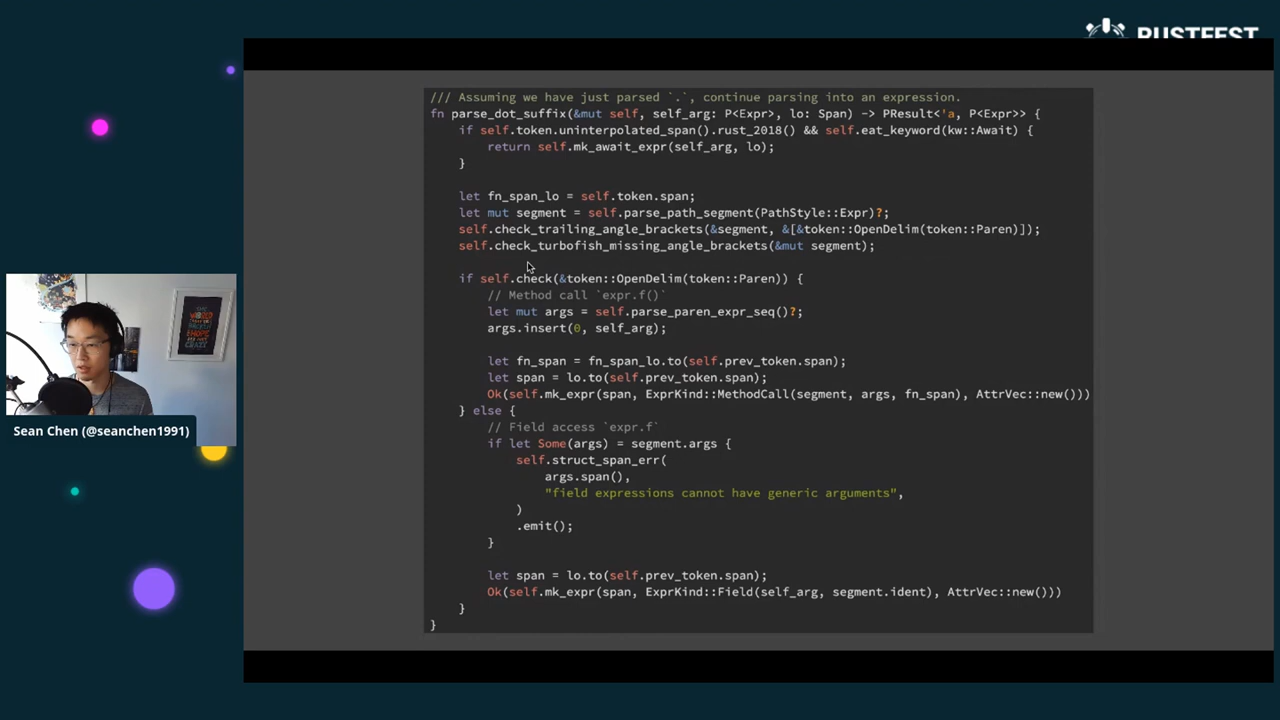 RUSTFEST
/// Assuming we have just parsed `.`, continue parsing into an expression.
fn parse_dot_suffix(&mut self, self_arg: P<Expr>, lo: Span) -> PResult<'a, P<Expr>> {
if self.token.uninterpolated_span().rust_2018() && self.eat_keyword(kw::Await) {
return self.mk_await_expr(self_arg, lo);
}
let fn_span_lo = self.token.span;
let mut segment = self.parse_path_segment(PathStyle::Expr)?;
self.check_trailing_angle_brackets(&segment, &[&token::OpenDelim(token::Paren)]);
self.check_turbofish_missing_angle_brackets(&mut segment);
if self.check(&token::OpenDelim(token::Paren)) {
// Method call `expr.f()`
let mut args = self.parse_paren_expr_seq()?;
args.insert(0, self_arg);
let fn_span = fn_span_lo.to(self.prev_token.span);
let span = lo.to(self.prev_token.span);
Ok(self.mk_expr(span, ExprKind::MethodCall(segment, args, fn_span), AttrVec::new()))
} else {
// Field access `expr.f`
if let Some(args) = segment.args {
self.struct_span_err(
args.span(),
"field expressions cannot have generic arguments",
)
.emit();
}
let span = lo.to(self.prev_token.span);
Ok(self.mk_expr(span, ExprKind::Field(self_arg, segment.ident), AttrVec::new()))
}
}
Sean Chen (@seanchen1991)